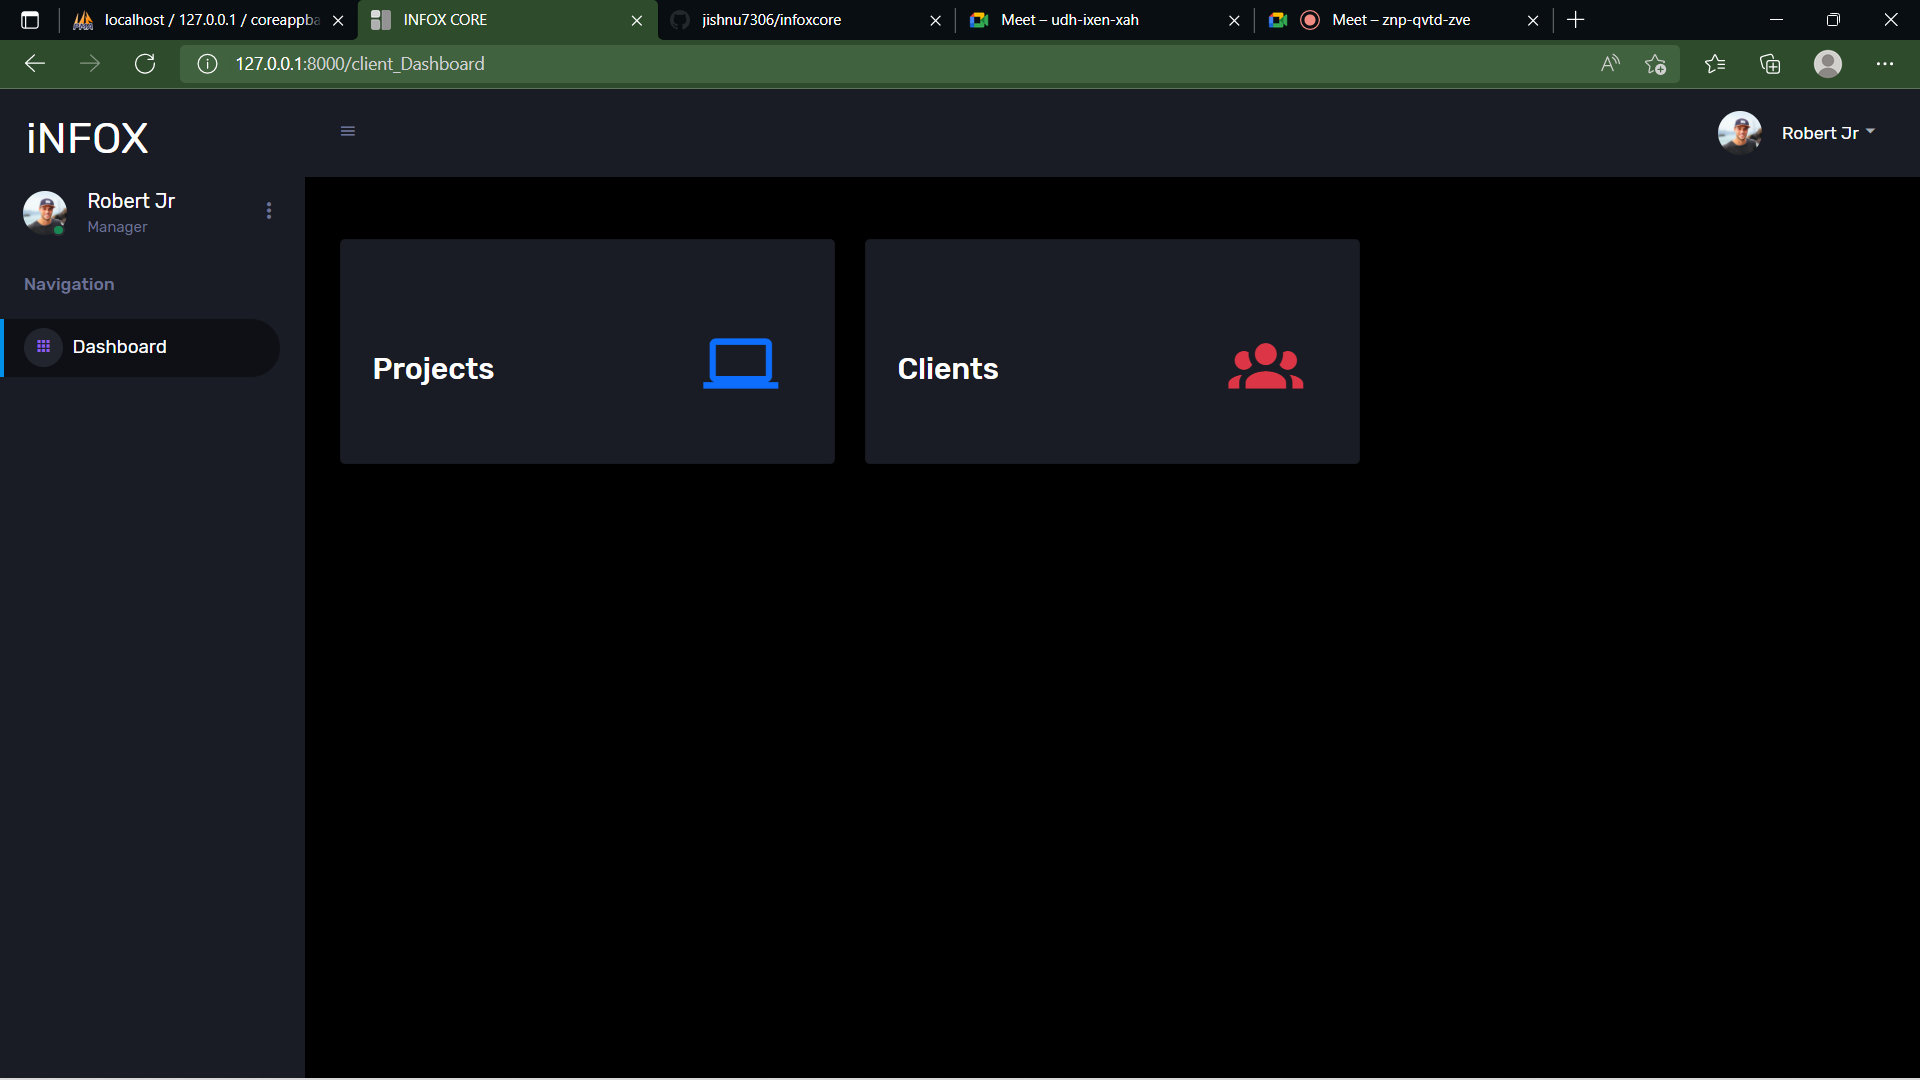 localhost / 127.0.0.1 / coreappba
INFOX CORE
jishnu7306/infoxcore
Meet – udh-ixen-xah
Meet – znp-qvtd-zve
127.0.0.1:8000/client_Dashboard
iNFOX
Robert Jr
Robert Jr
Manager
Navigation
Dashboard
Projects
Clients